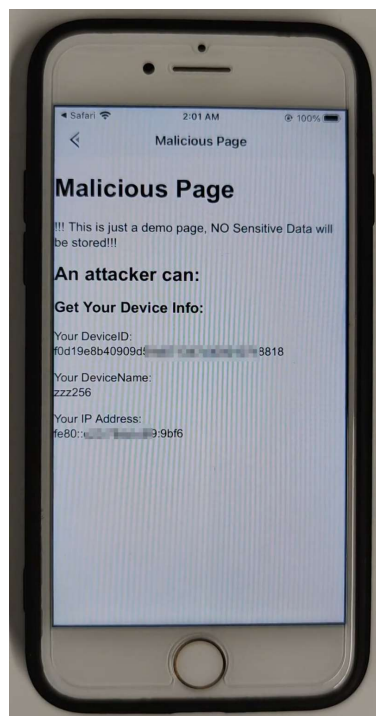 ◀ Safari 2:01 AM 100%
Malicious Page
Malicious Page
!!! This is just a demo page, NO Sensitive Data will
be stored!!!
An attacker can:
Get Your Device Info:
Your DeviceID:
f0d19e8b40909d 8818
Your DeviceName:
zzz256
Your IP Address:
fe80:: 9:9bf6